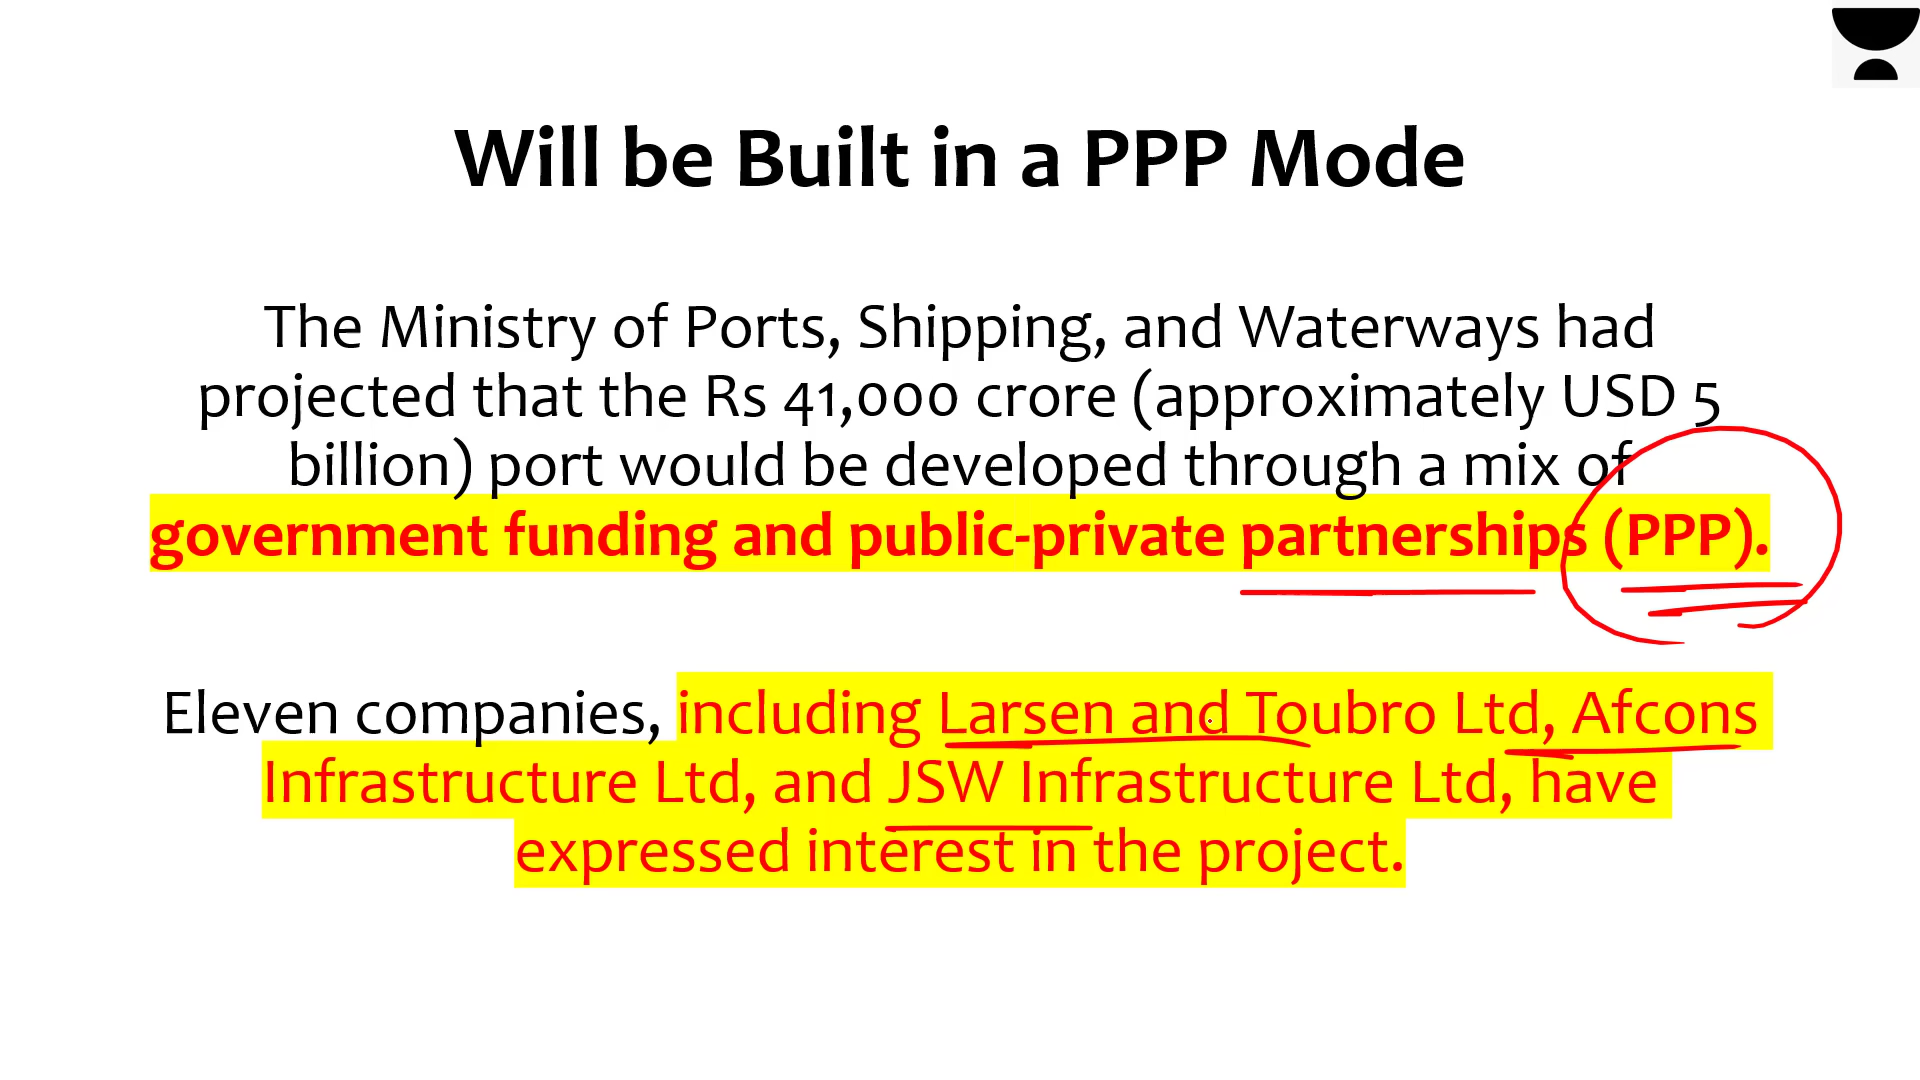 Will be Built in a PPP Mode
The Ministry of Ports, Shipping, and Waterways had
projected that the Rs 41,000 crore (approximately USD 5
billion) port would be developed through a mix of
government funding and public-private partnerships (PPP).
Eleven companies, including Larsen and Toubro Ltd, Afcons
Infrastructure Ltd, and JSW Infrastructure Ltd, have
expressed interest in the project.